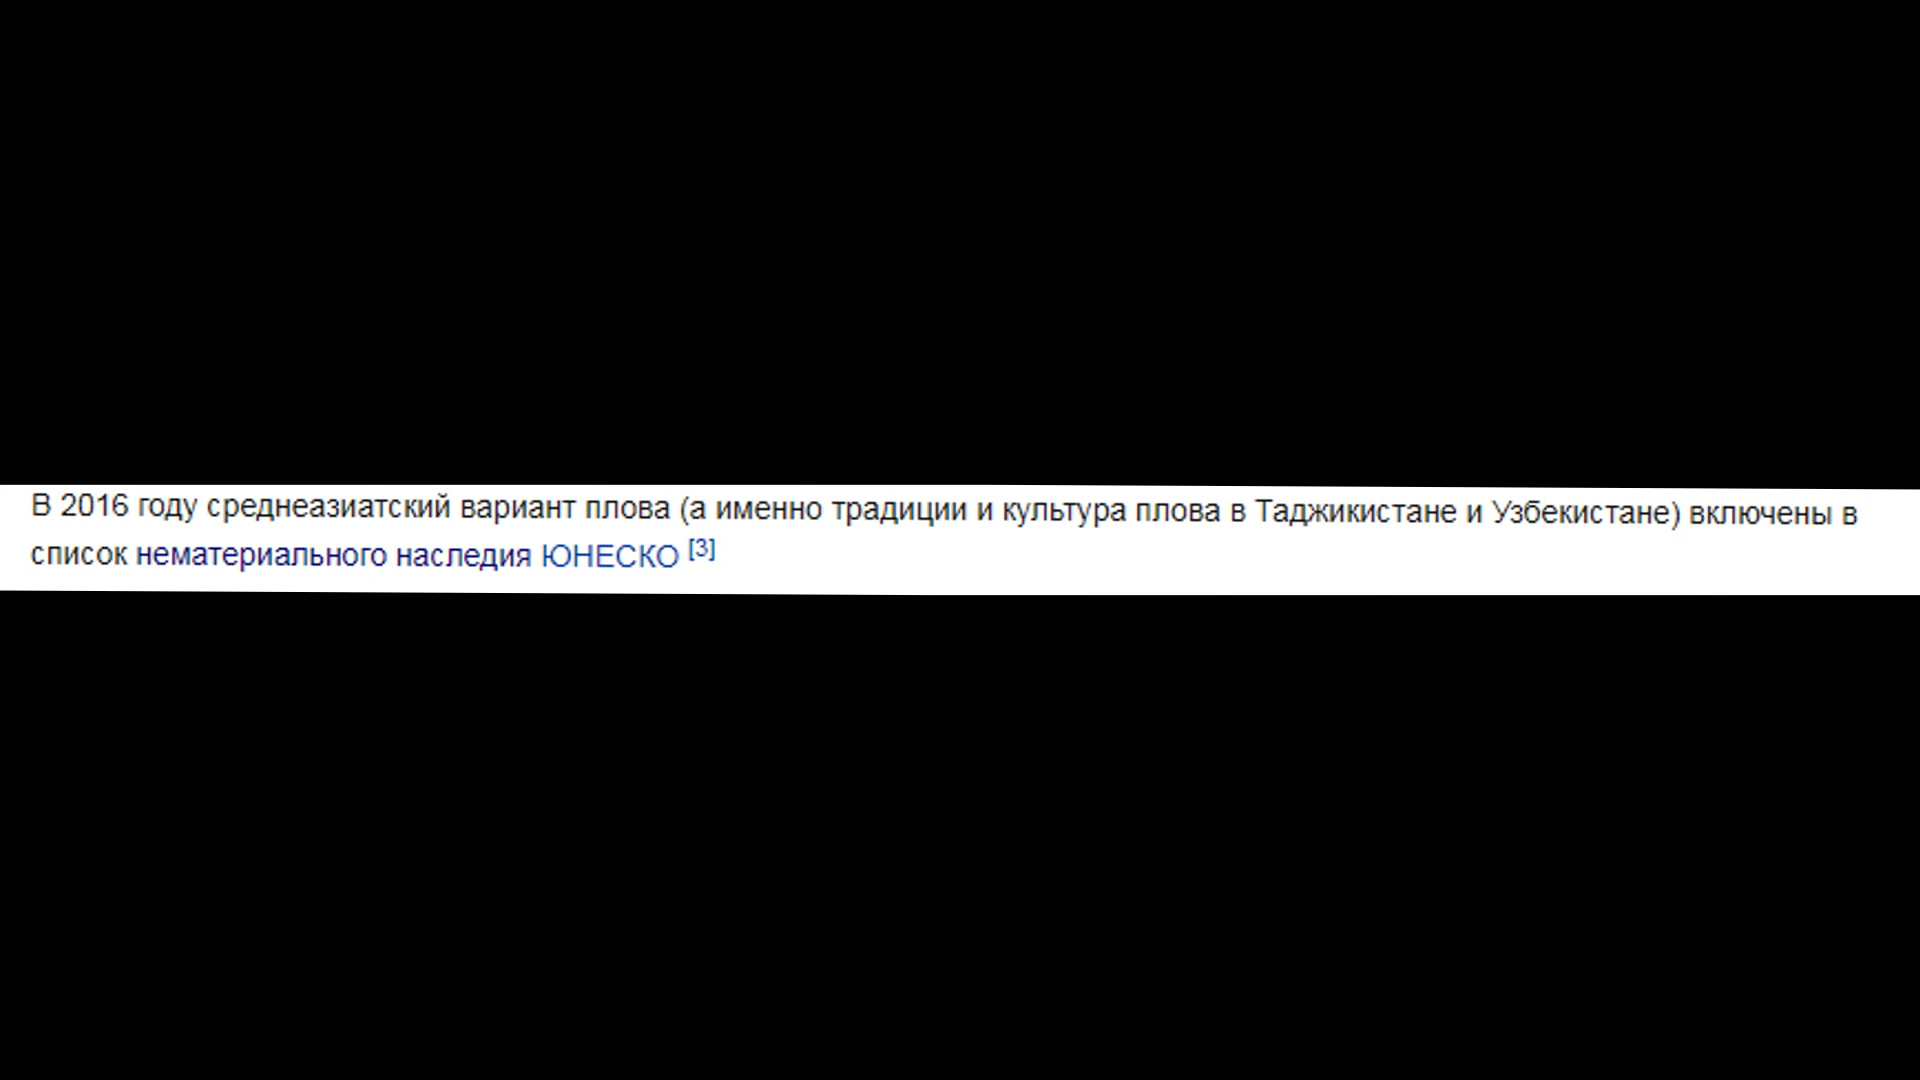 В 2016 году среднеазиатский вариант плова (а именно традиции и культура плова в Таджикистане и Узбекистане) включены в
список нематериального наследия ЮНЕСКО [3]